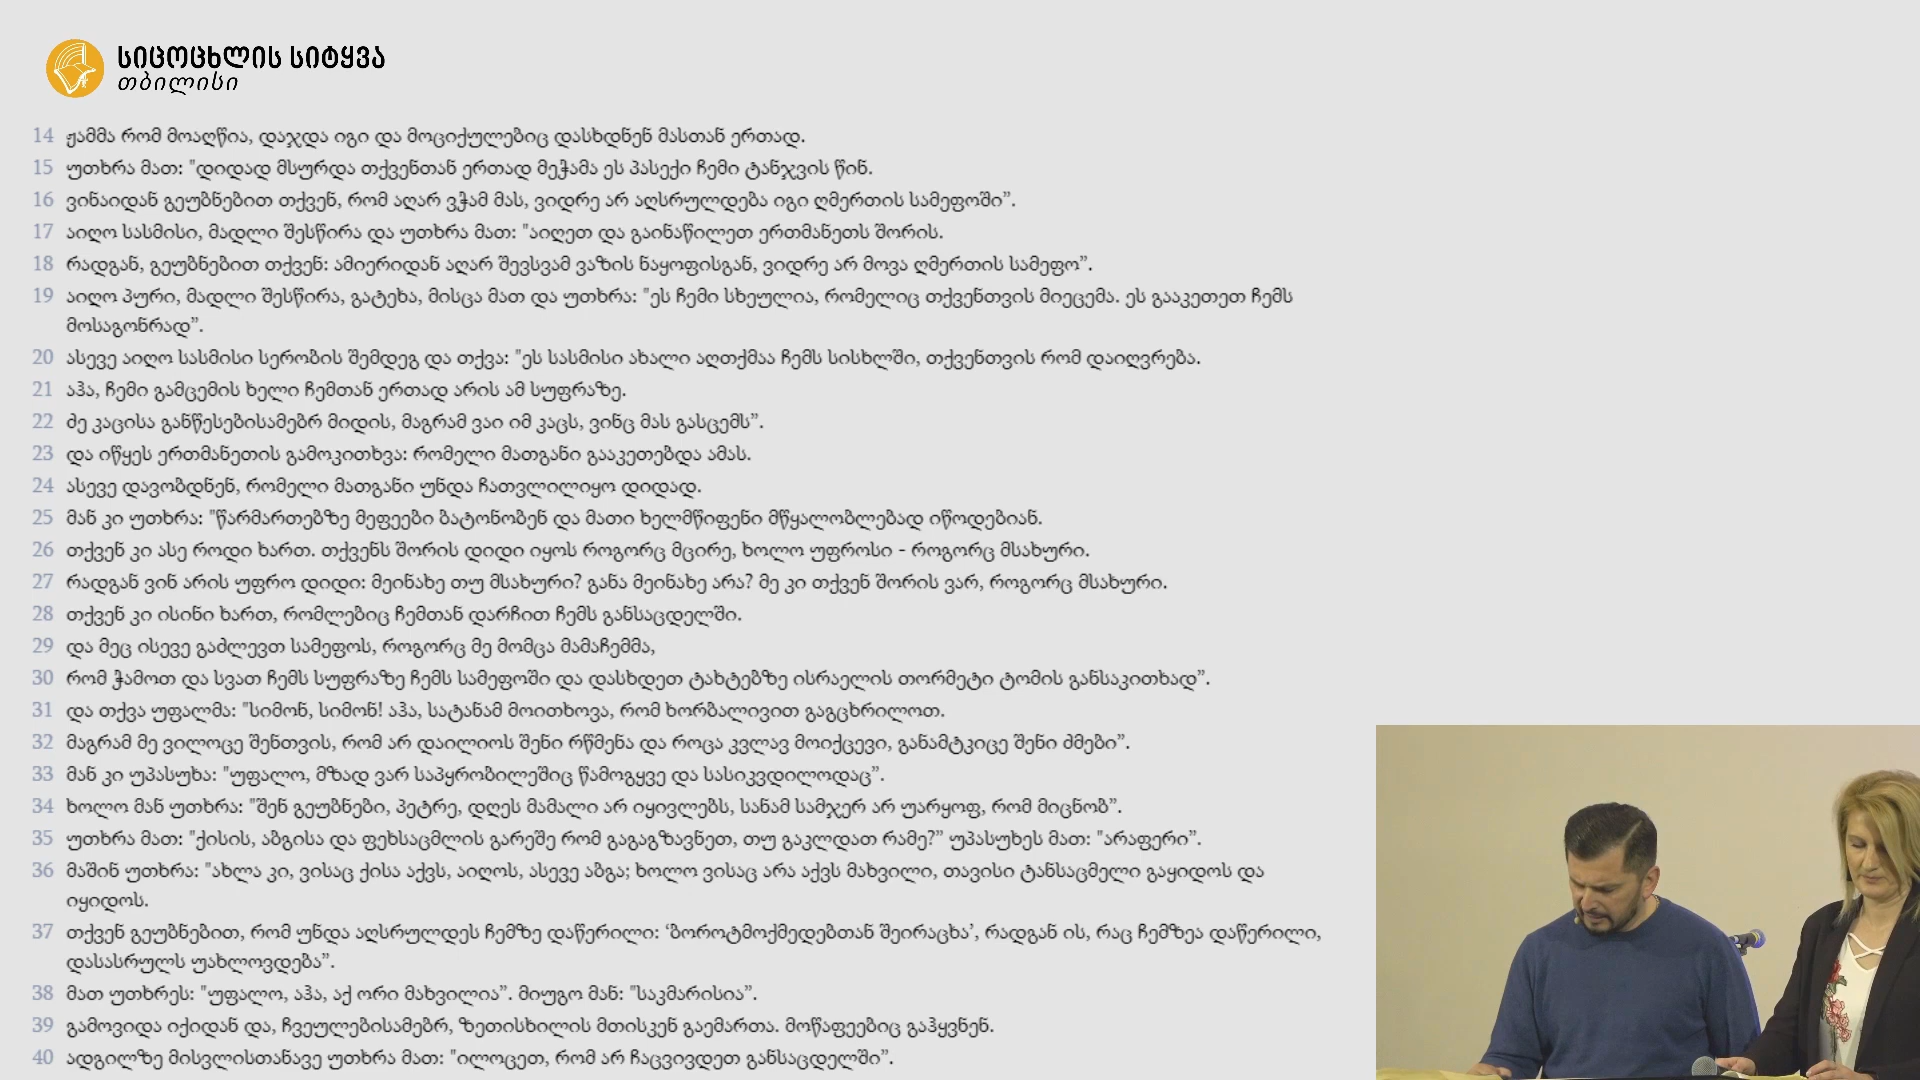 სიცოცხლის სიტყვა
თბილისი
14 ჟამმა რომ მოაღწია, დაჯდა იგი და მოციქულებიც დასხდნენ მასთან ერთად.
15 უთხრა მათ: "დიდად მსურდა თქვენთან ერთად მეჭამა ეს პასექი ჩემი ტანჯვის წინ.
16 ვინაიდან გეუბნებით თქვენ, რომ აღარ ვჭამ მას, ვიდრე არ აღსრულდება იგი ღმერთის სამეფოში”.
17 აიღო სასმისი, მადლი შესწირა და უთხრა მათ: "აიღეთ და გაინაწილეთ ერთმანეთს შორის.
18 რადგან, გეუბნებით თქვენ: ამიერიდან აღარ შევსვამ ვაზის ნაყოფისგან, ვიდრე არ მოვა ღმერთის სამეფო”.
19 აიღო პური, მადლი შესწირა, გატეხა, მისცა მათ და უთხრა: "ეს ჩემი სხეულია, რომელიც თქვენთვის მიეცემა. ეს გააკეთეთ ჩემს
მოსაგონრად”.
20 ასევე აიღო სასმისი სერობის შემდეგ და თქვა: "ეს სასმისი ახალი აღთქმაა ჩემს სისხლში, თქვენთვის რომ დაიღვრება.
21 აჰა, ჩემი გამცემის ხელი ჩემთან ერთად არის ამ სუფრაზე.
22 ძე კაცისა განწესებისამებრ მიდის, მაგრამ ვაი იმ კაცს, ვინც მას გასცემს”.
23 და იწყეს ერთმანეთის გამოკითხვა: რომელი მათგანი გააკეთებდა ამას.
24 ასევე დავობდნენ, რომელი მათგანი უნდა ჩათვლილიყო დიდად.
25 მან კი უთხრა: "წარმართებზე მეფეები ბატონობენ და მათი ხელმწიფენი მწყალობლებად იწოდებიან.
26 თქვენ კი ასე როდი ხართ. თქვენს შორის დიდი იყოს როგორც მცირე, ხოლო უფროსი - როგორც მსახური.
27 რადგან ვინ არის უფრო დიდი: მეინახე თუ მსახური? განა მეინახე არა? მე კი თქვენ შორის ვარ, როგორც მსახური.
28 თქვენ კი ისინი ხართ, რომლებიც ჩემთან დარჩით ჩემს განსაცდელში.
29 და მეც ისევე გაძლევთ სამეფოს, როგორც მე მომცა მამაჩემმა,
30 რომ ჭამოთ და სვათ ჩემს სუფრაზე ჩემს სამეფოში და დასხდეთ ტახტებზე ისრაელის თორმეტი ტომის განსაკითხად”.
31 და თქვა უფალმა: "სიმონ, სიმონ! აჰა, სატანამ მოითხოვა, რომ ხორბალივით გაგცხრილოთ.
32 მაგრამ მე ვილოცე შენთვის, რომ არ დაილიოს შენი რწმენა და როცა კვლავ მოიქცევი, განამტკიცე შენი ძმები”.
33 მან კი უპასუხა: "უფალო, მზად ვარ საპყრობილეშიც წამოგყვე და სასიკვდილოდაც”.
34 ხოლო მან უთხრა: "შენ გეუბნები, პეტრე, დღეს მამალი არ იყივლებს, სანამ სამჯერ არ უარყოფ, რომ მიცნობ”.
35 უთხრა მათ: "ქისის, აბგისა და ფეხსაცმლის გარეშე რომ გაგაგზავნეთ, თუ გაკლდათ რამე?” უპასუხეს მათ: "არაფერი”.
36 მაშინ უთხრა: "ახლა კი, ვისაც ქისა აქვს, აიღოს, ასევე აბგა; ხოლო ვისაც არა აქვს მახვილი, თავისი ტანსაცმელი გაყიდოს და
იყიდოს.
37 თქვენ გეუბნებით, რომ უნდა აღსრულდეს ჩემზე დაწერილი: ‘ბოროტმოქმედებთან შეირაცხა’, რადგან ის, რაც ჩემზეა დაწერილი,
დასასრულს უახლოვდება”.
38 მათ უთხრეს: "უფალო, აჰა, აქ ორი მახვილია”. მიუგო მან: "საკმარისია”.
39 გამოვიდა იქიდან და, ჩვეულებისამებრ, ზეთისხილის მთისკენ გაემართა. მოწაფეებიც გაჰყვნენ.
40 ადგილზე მისვლისთანავე უთხრა მათ: "ილოცეთ, რომ არ ჩაცვივდეთ განსაცდელში”.